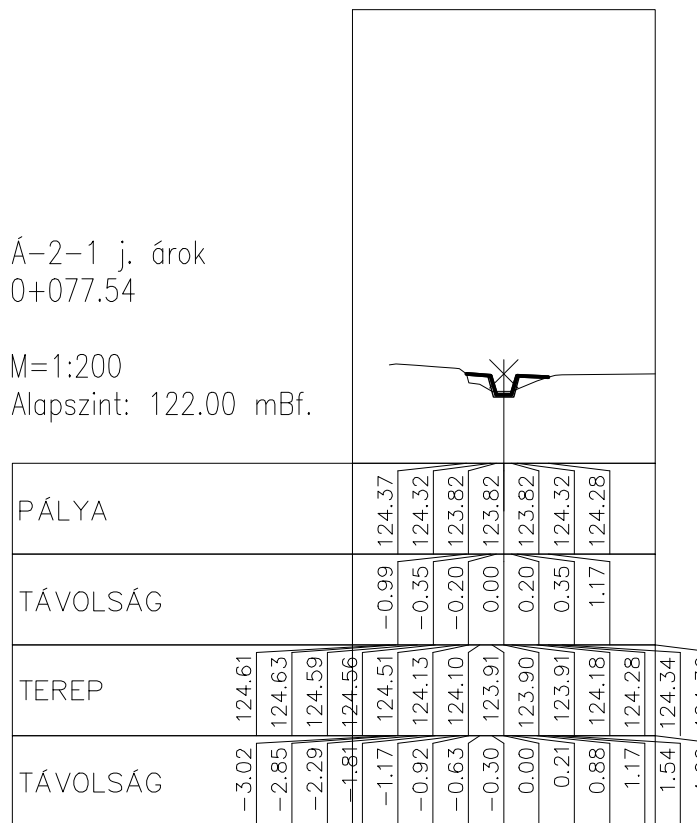 Á-2-1 j. árok
0+077.54
M=1:200
Alapszint: 122.00 mBf.
PÁLYA 124.37 124.32 123.82 123.82 123.82 124.32 124.28
TÁVOLSÁG -0.99 -0.35 -0.20 0.00 0.20 0.35 1.17
TEREP 124.61 124.63 124.59 124.56 124.51 124.13 124.10 123.91 123.90 123.91 124.18 124.28 124.34
TÁVOLSÁG -3.02 -2.85 -2.29 -1.81 -1.17 -0.92 -0.63 -0.30 0.00 0.21 0.88 1.17 1.54